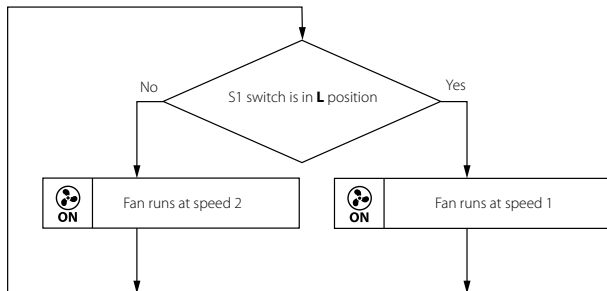 S1 switch is in L position
No
Yes
ON
Fan runs at speed 2
ON
Fan runs at speed 1